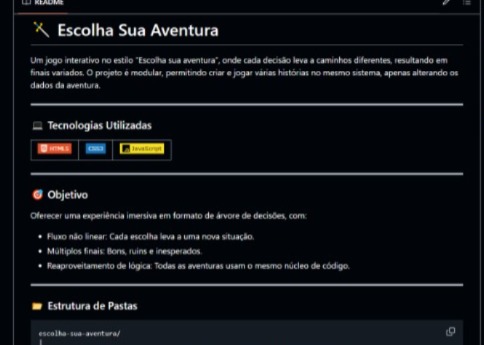 README
Escolha Sua Aventura
Um jogo interativo no estilo "Escolha sua aventura", onde cada decisão leva a caminhos diferentes, resultando em
finais variados. O projeto é modular, permitindo criar e jogar várias histórias no mesmo sistema, apenas alterando os
dados da aventura.
Tecnologias Utilizadas
HTML5 CSS3 JavaScript
Objetivo
Oferecer uma experiência imersiva em formato de árvore de decisões, com:
• Fluxo não linear: Cada escolha leva a uma nova situação.
• Múltiplos finais: Bons, ruins e inesperados.
• Reaproveitamento de lógica: Todas as aventuras usam o mesmo núcleo de código.
Estrutura de Pastas
escolha-sua-aventura/